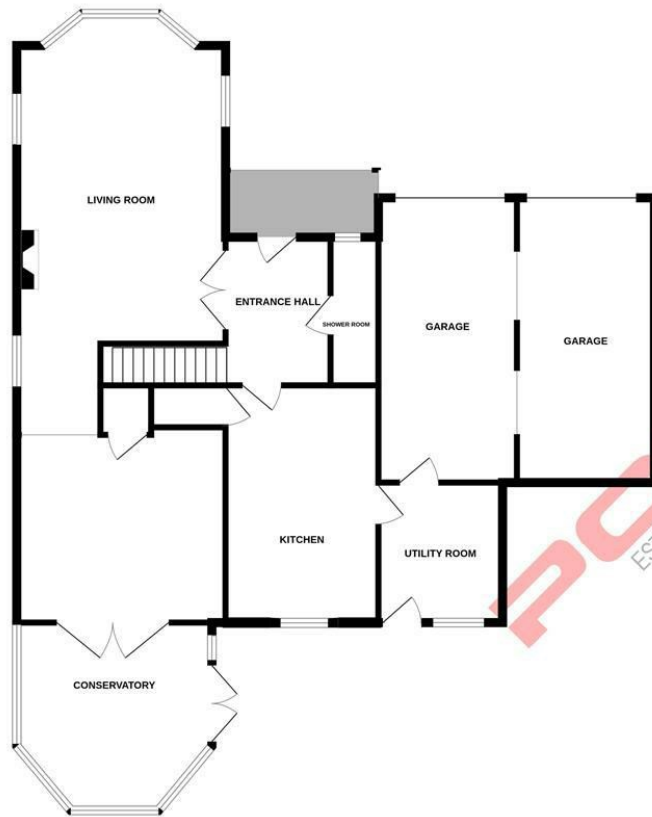 LIVING ROOM
ENTRANCE HALL
SHOWER ROOM
GARAGE
GARAGE
KITCHEN
UTILITY ROOM
CONSERVATORY